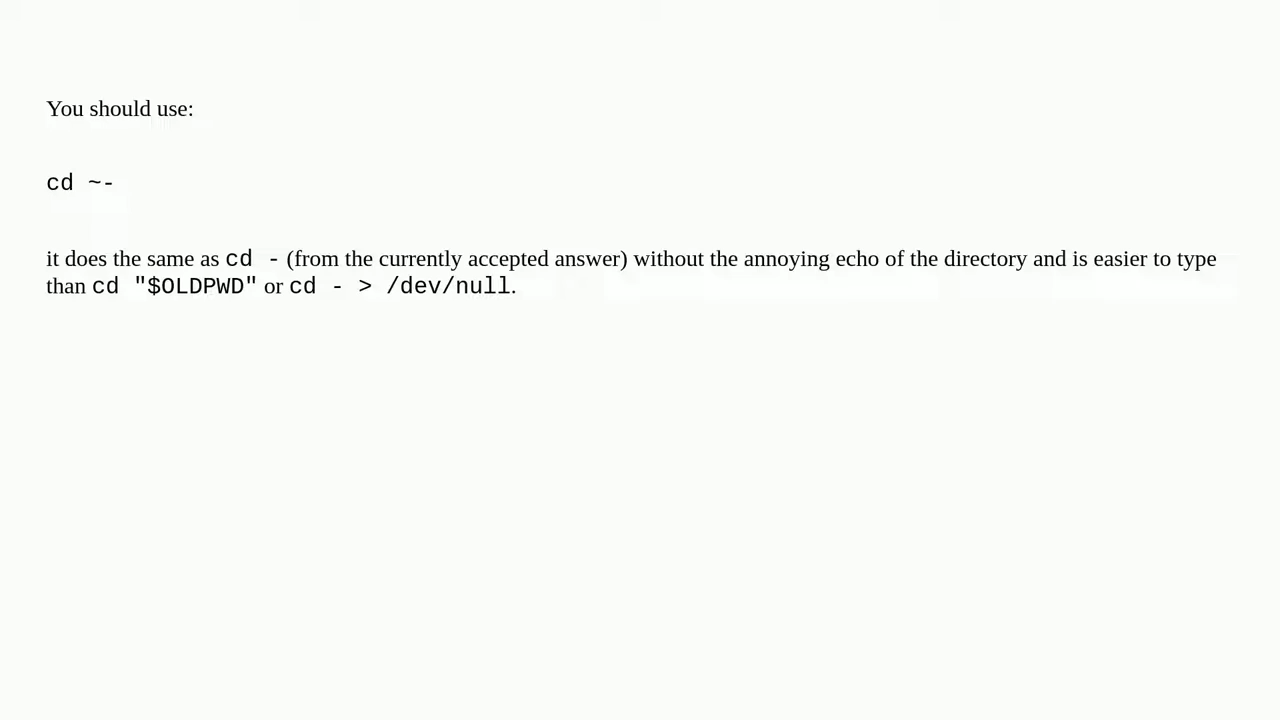 You should use:
cd ~-
it does the same as cd - (from the currently accepted answer) without the annoying echo of the directory and is easier to type
than cd "$OLDPWD" or cd - > /dev/null.